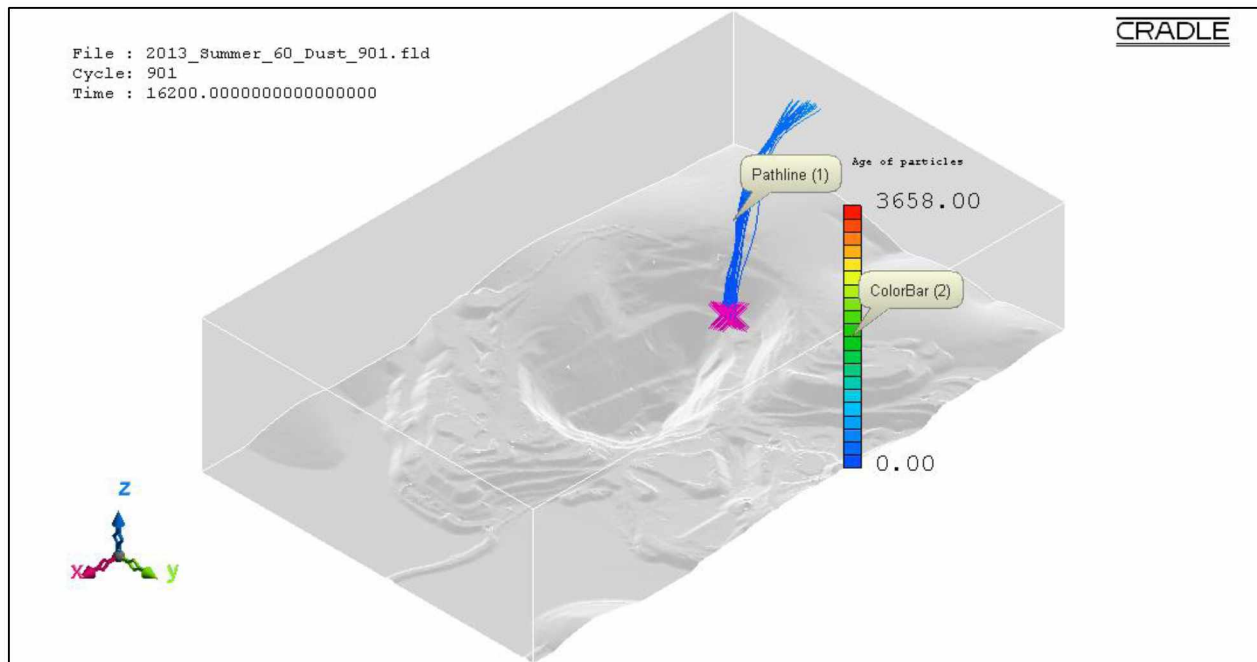 CRADLE
File : 2013_Summer_60_Dust_901.fld
Cycle: 901
Time : 16200.0000000000000000
Age of particles
Pathline (1)
3658.00
ColorBar (2)
0.00
z
x
y